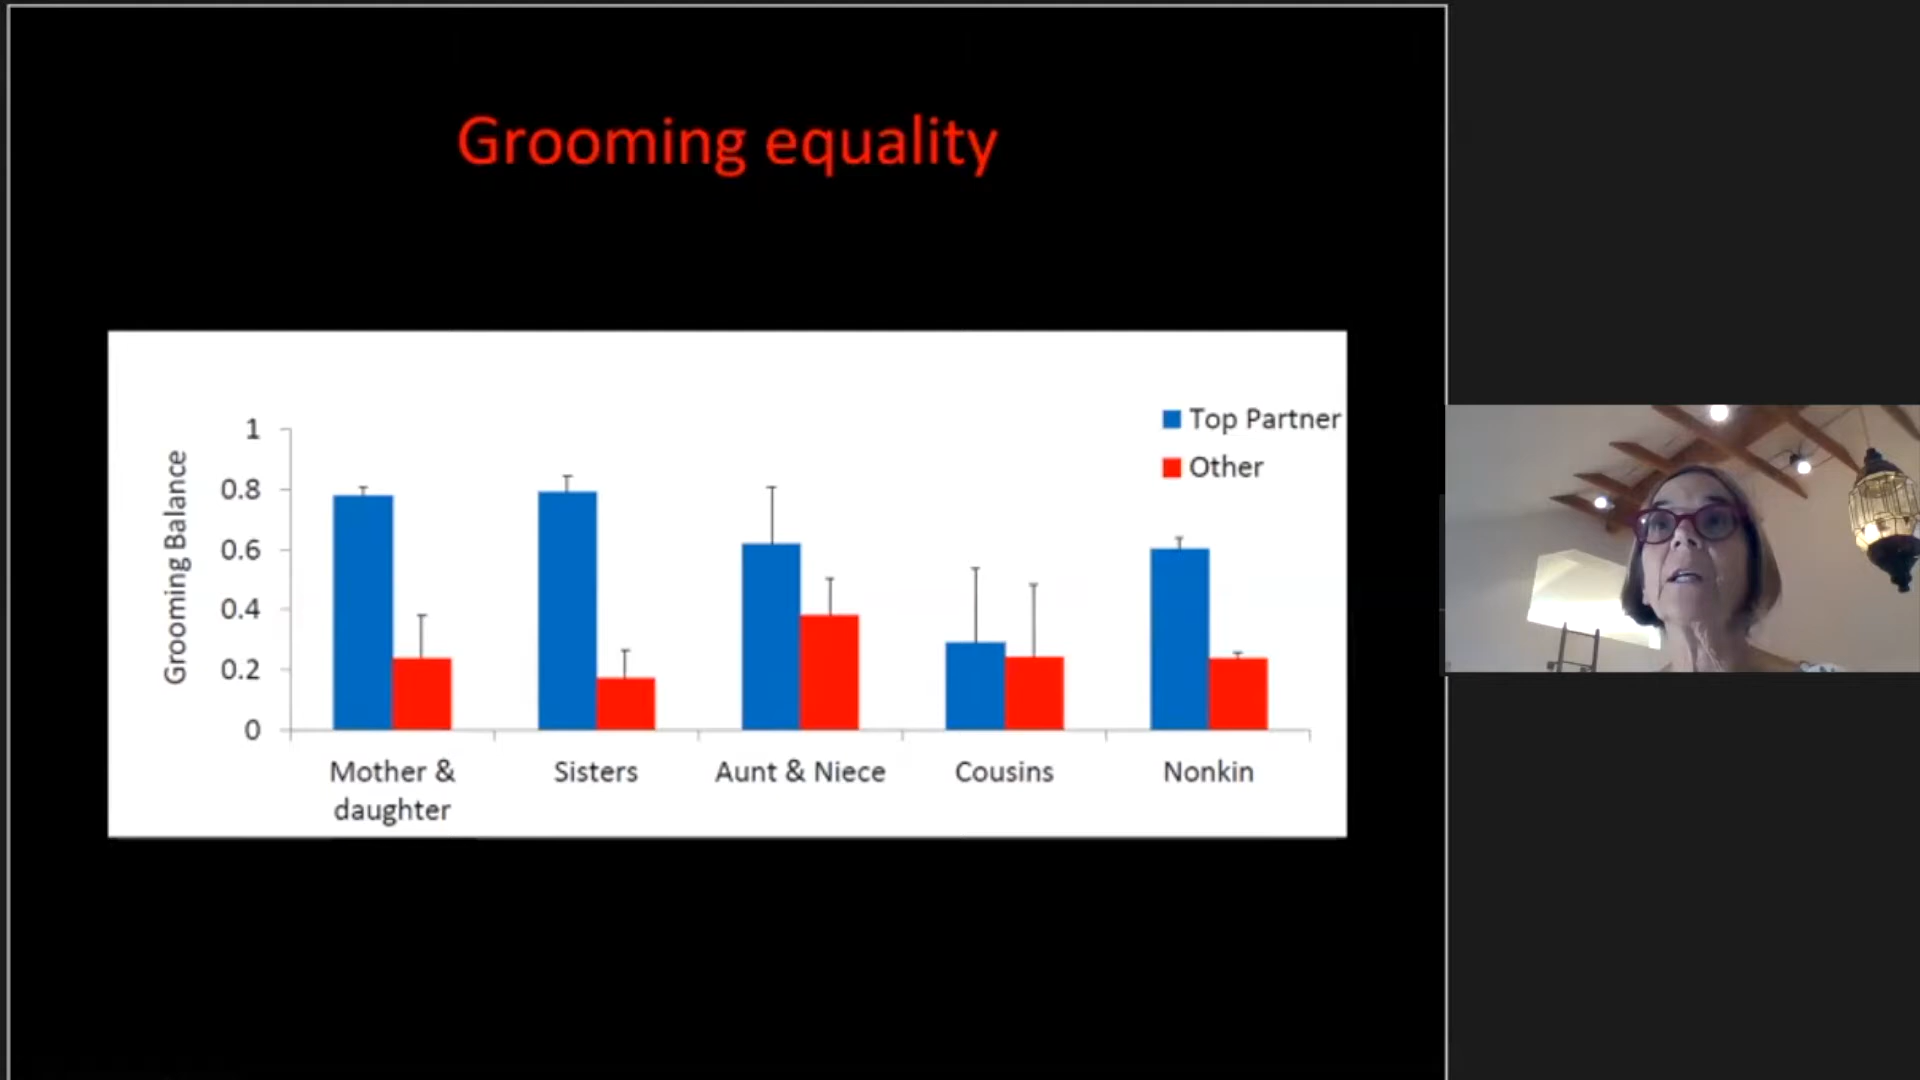 Grooming equality
Top Partner
Other
Grooming Balance
1
0.8
0.6
0.4
0.2
0
Mother &
daughter
Sisters
Aunt & Niece
Cousins
Nonkin